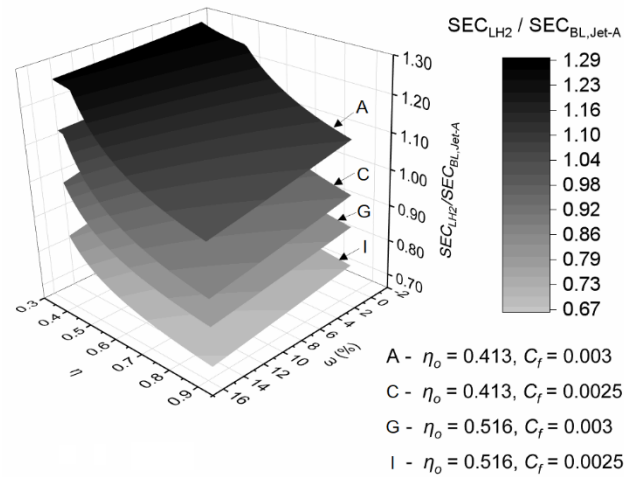 SEC_LH2 / SEC_BL,Jet-A
1.29
1.23
1.16
1.10
1.04
0.98
0.92
0.86
0.79
0.73
0.67
1.30
1.20
1.10
1.00
0.90
0.80
0.70
SEC_LH2/SEC_BL,Jet-A
A
C
G
I
0.3
0.4
0.5
0.6
0.7
0.8
0.9
η
16
14
12
10
8
6
4
2
0
2
ω (%)
A - η_o = 0.413, C_f = 0.003
C - η_o = 0.413, C_f = 0.0025
G - η_o = 0.516, C_f = 0.003
I - η_o = 0.516, C_f = 0.0025